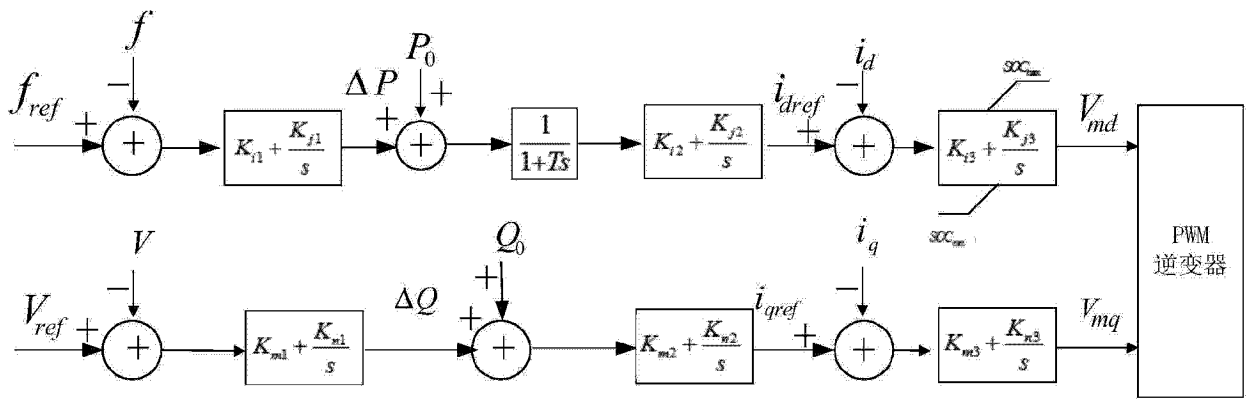 f
f_ref
ΔP
P_0
K_i1 + K_j1/s
1/(1+Ts)
K_i2 + K_j2/s
i_dref
i_d
K_i3 + K_j3/s
V_md
V
V_ref
K_m1 + K_n1/s
ΔQ
Q_0
K_m2 + K_n2/s
i_qref
i_q
K_m3 + K_n3/s
V_mq
PWM
逆变器